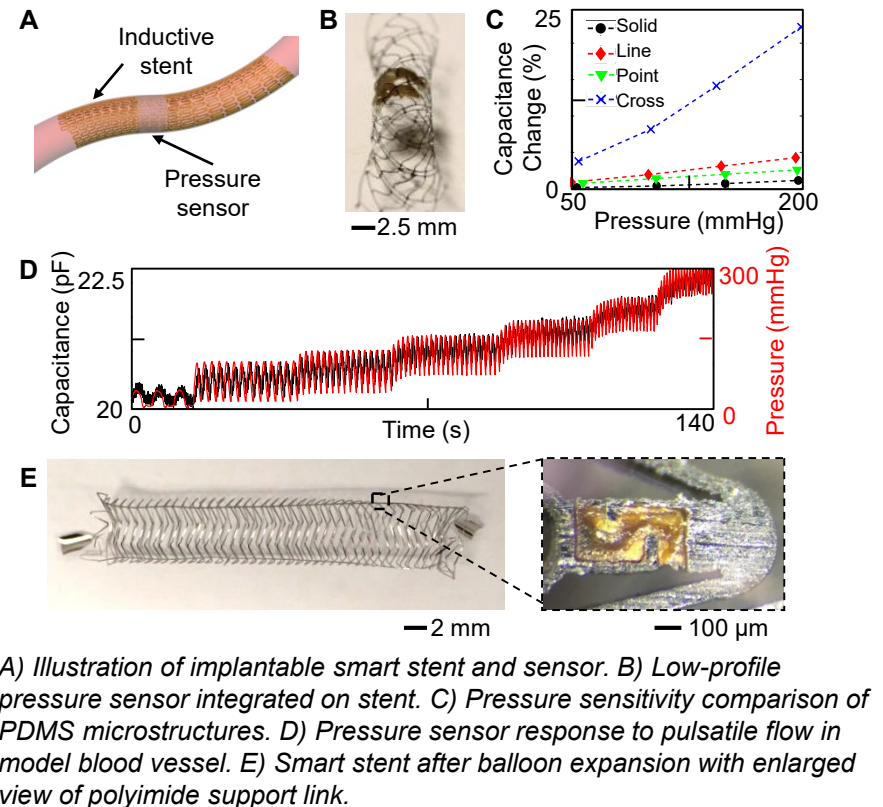 A
Inductive
stent
Pressure
sensor
B
2.5 mm
C
25
Capacitance
Change (%)
0
Solid
Line
Point
Cross
50
200
Pressure (mmHg)
D
Capacitance (pF)
22.5
20
0
Time (s)
140
300
0
Pressure (mmHg)
E
2 mm
100 µm
A) Illustration of implantable smart stent and sensor. B) Low-profile
pressure sensor integrated on stent. C) Pressure sensitivity comparison of
PDMS microstructures. D) Pressure sensor response to pulsatile flow in
model blood vessel. E) Smart stent after balloon expansion with enlarged
view of polyimide support link.